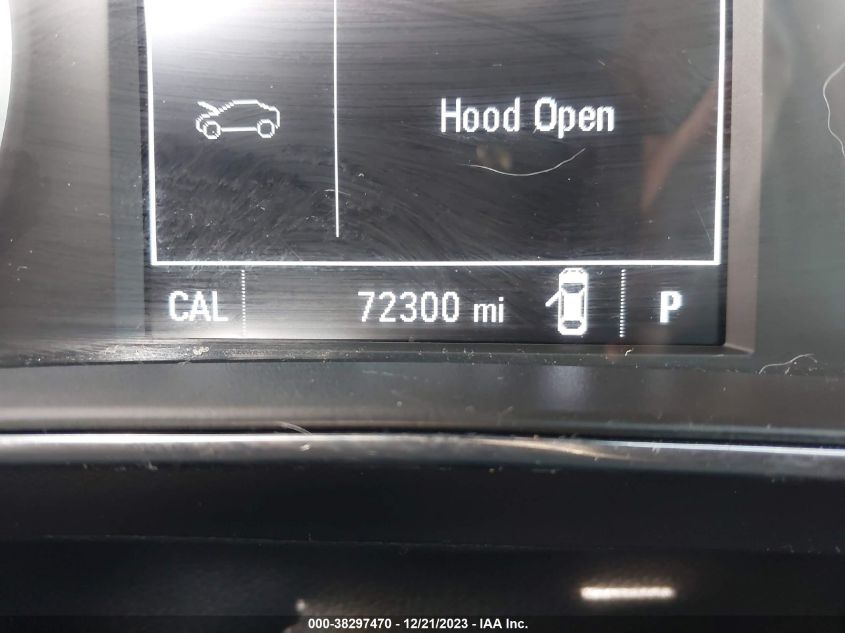 Hood Open
CAL 72300 mi P
000-38297470 - 12/21/2023 - IAA Inc.